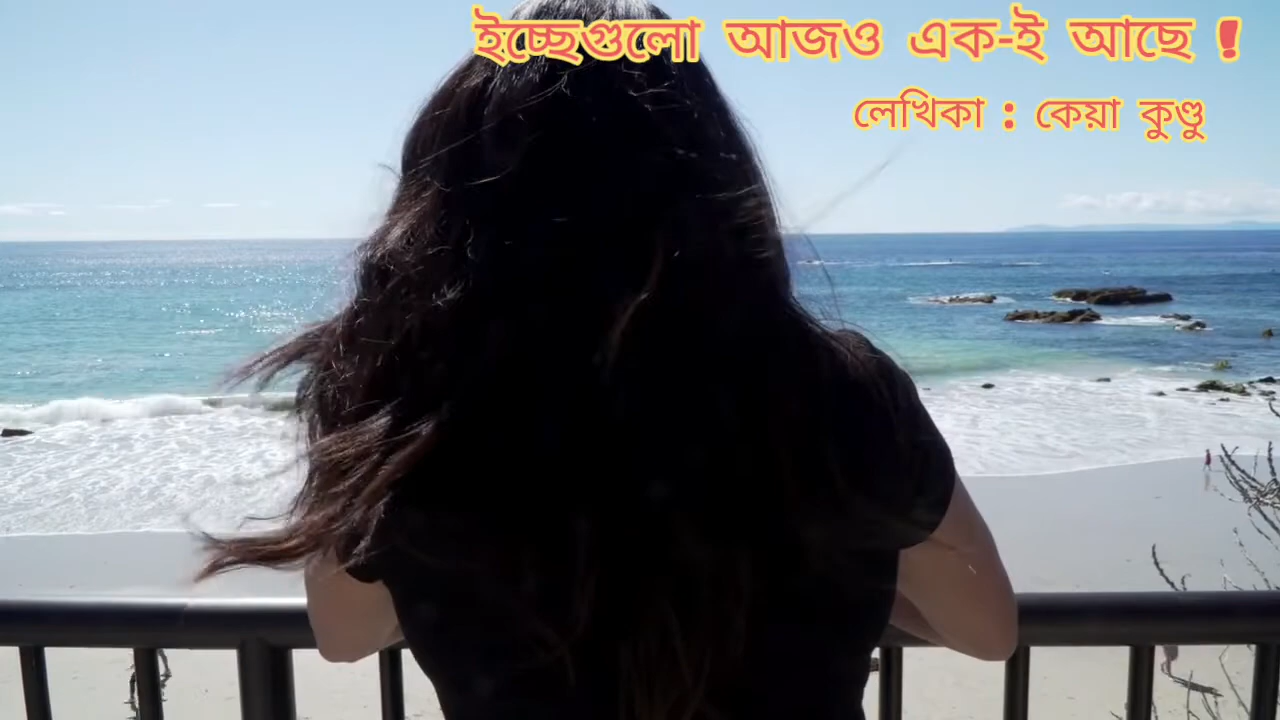 ইচ্ছেগুলো আজও এক-ই আছে !
লেখিকা : কেয়া কুণ্ডু